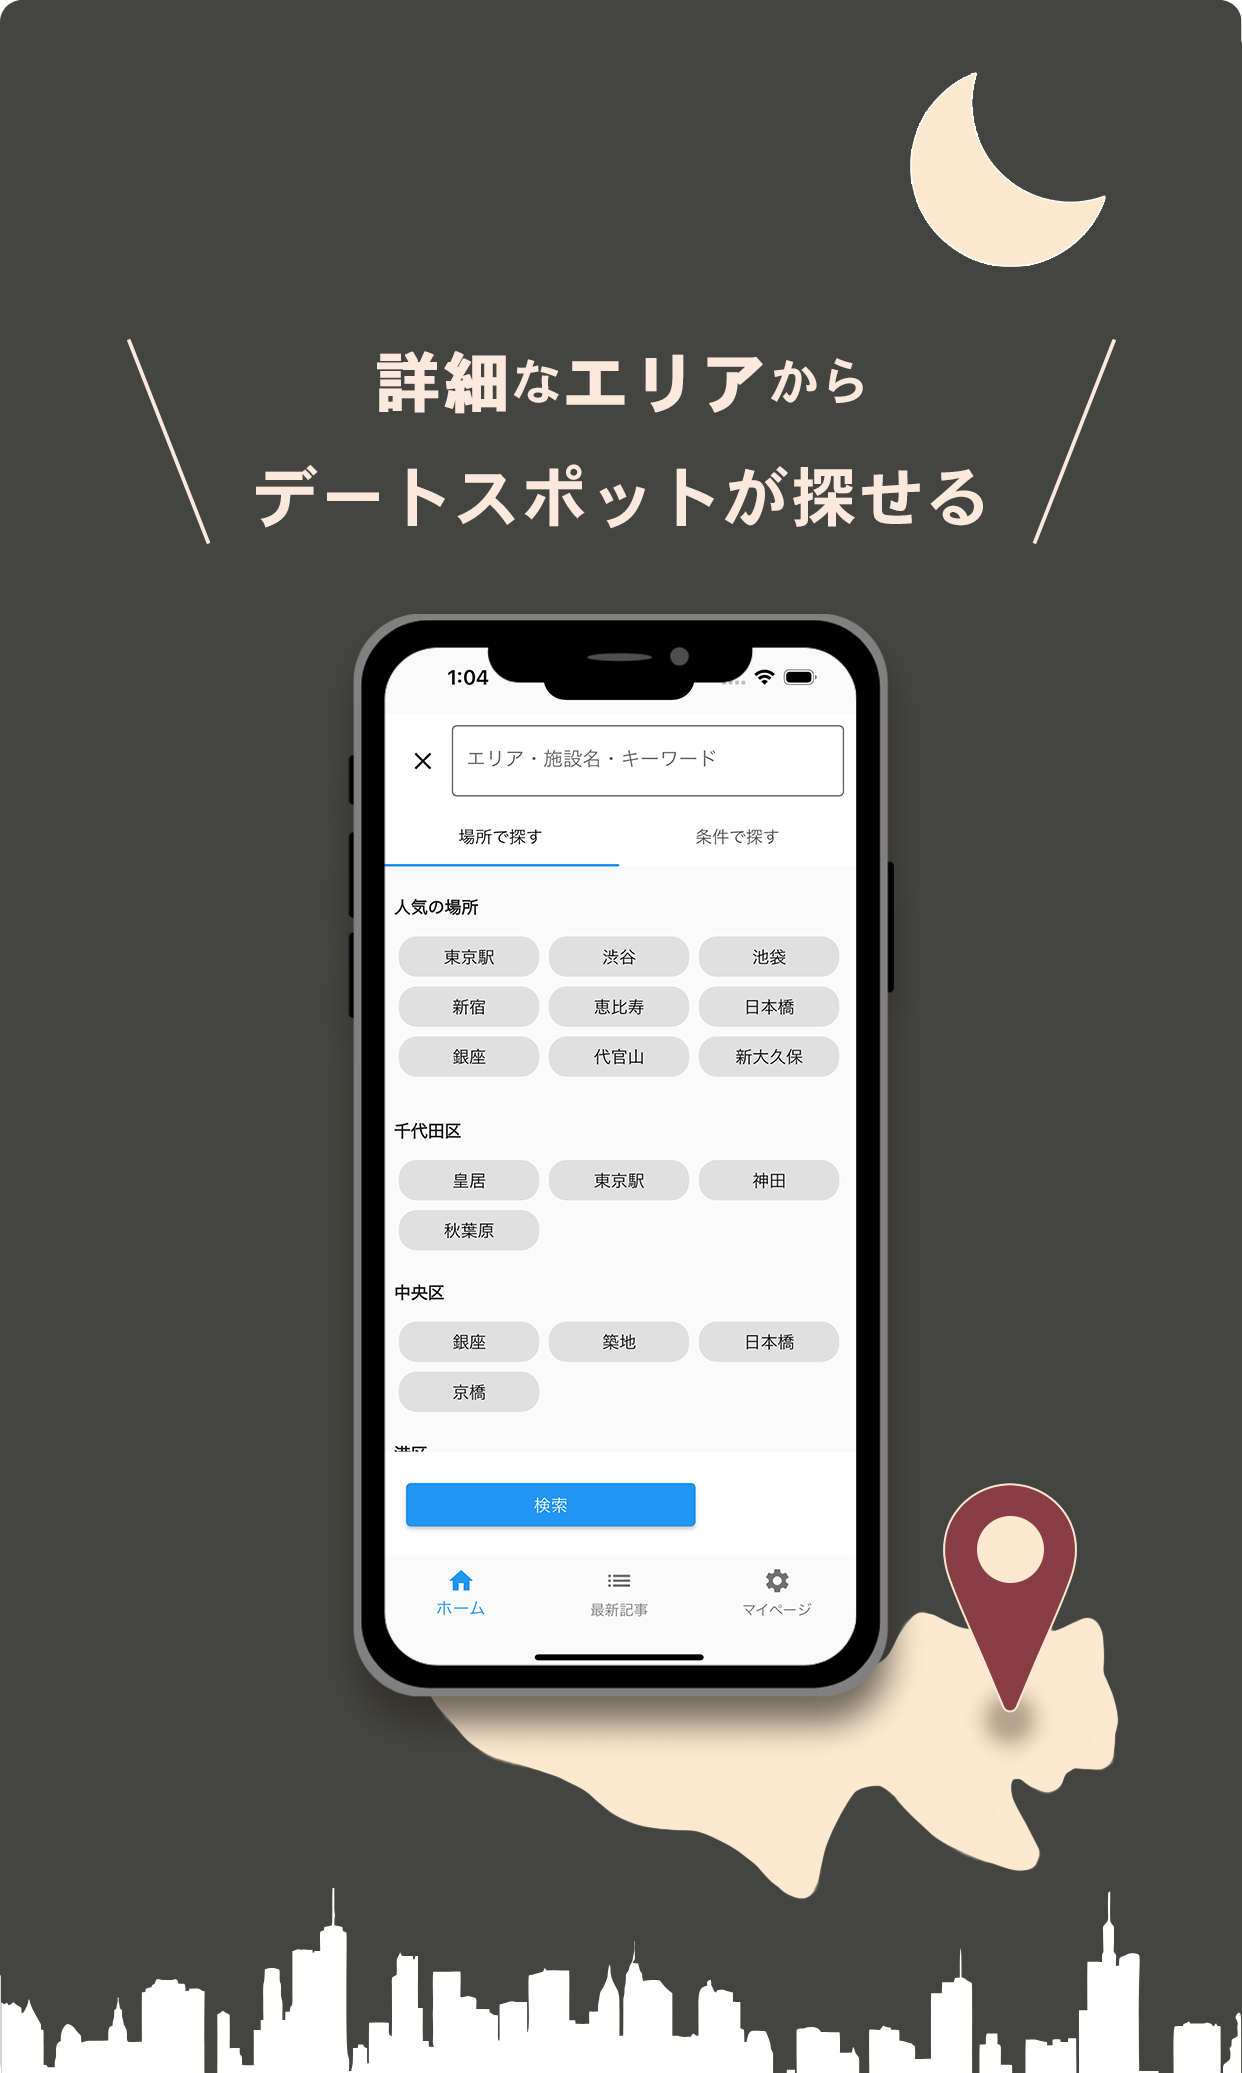 詳細なエリアから
デートスポットが探せる
1:04
エリア・施設名・キーワード
場所で探す 条件で探す
人気の場所
東京駅 渋谷 池袋
新宿 恵比寿 日本橋
銀座 代官山 新大久保
千代田区
皇居 東京駅 神田
秋葉原
中央区
銀座 築地 日本橋
京橋
港区
検索
ホーム 最新記事 マイページ